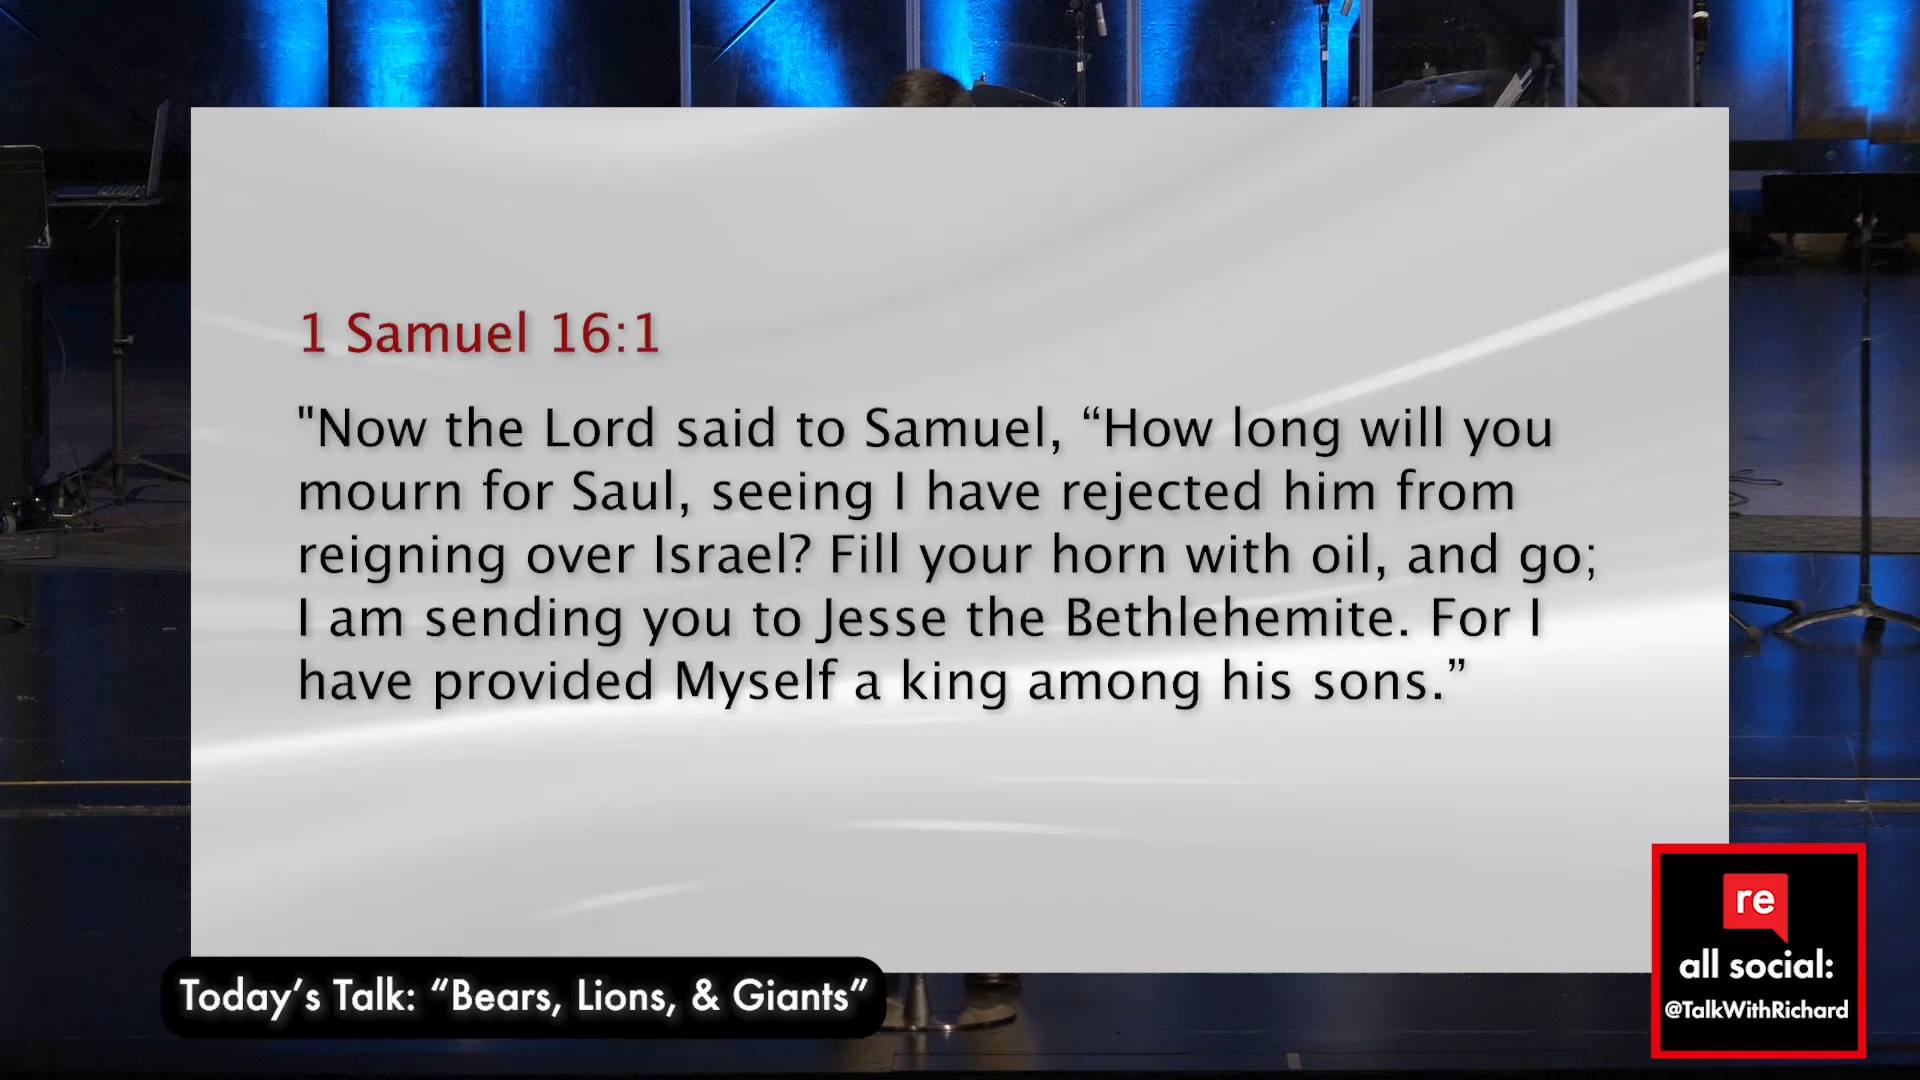 1 Samuel 16:1
"Now the Lord said to Samuel, “How long will you
mourn for Saul, seeing I have rejected him from
reigning over Israel? Fill your horn with oil, and go;
I am sending you to Jesse the Bethlehemite. For I
have provided Myself a king among his sons.”
Today’s Talk: “Bears, Lions, & Giants”
re
all social:
@TalkWithRichard